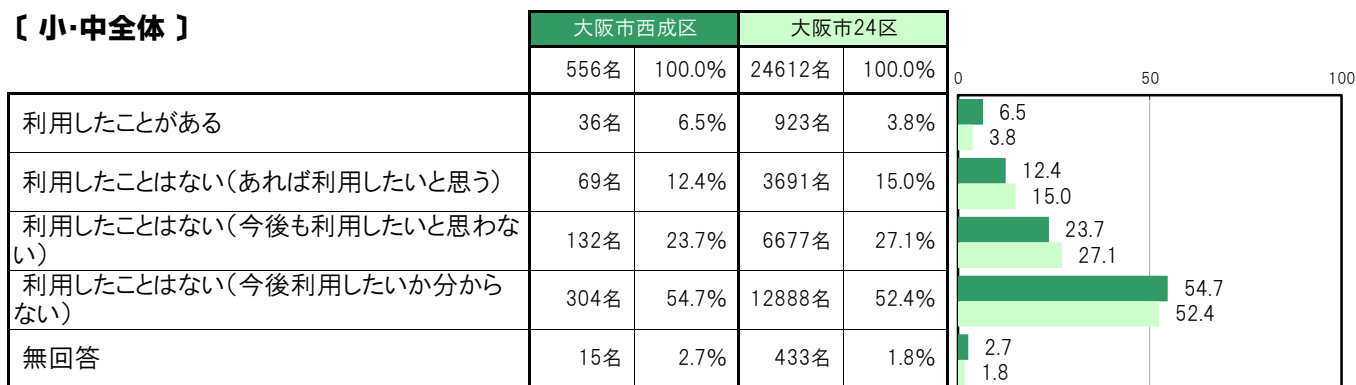 〔 小・中全体 〕
大阪市西成区 大阪市24区
556名 100.0% 24612名 100.0%
0 50 100
利用したことがある 36名 6.5% 923名 3.8%
6.5
3.8
利用したことはない（あれば利用したいと思う） 69名 12.4% 3691名 15.0%
12.4
15.0
利用したことはない（今後も利用したいと思わな
い） 132名 23.7% 6677名 27.1%
23.7
27.1
利用したことはない（今後利用したいか分から
ない） 304名 54.7% 12888名 52.4%
54.7
52.4
無回答 15名 2.7% 433名 1.8%
2.7
1.8